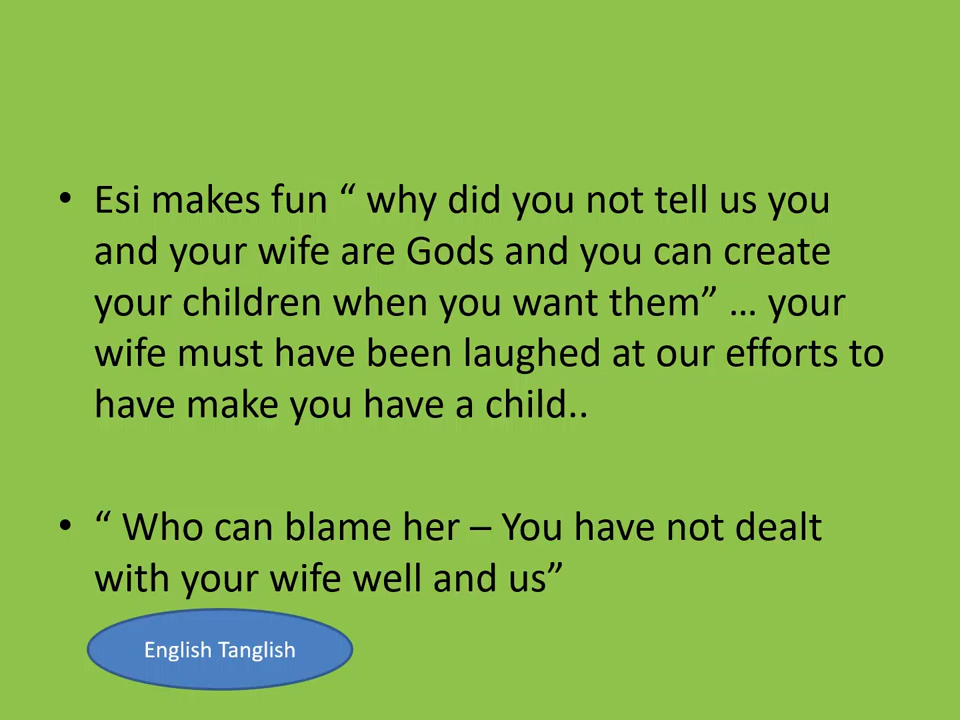 • Esi makes fun “ why did you not tell us you
and your wife are Gods and you can create
your children when you want them” … your
wife must have been laughed at our efforts to
have make you have a child..
• “ Who can blame her – You have not dealt
with your wife well and us”
English Tanglish